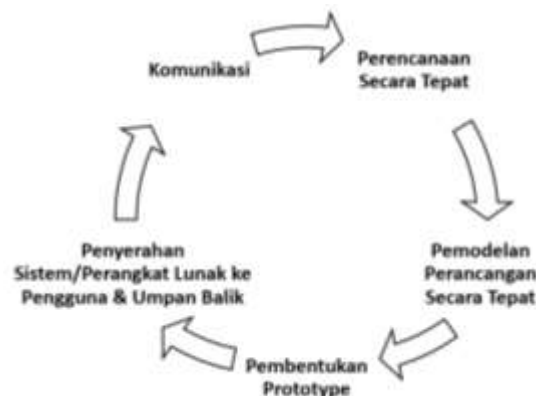 Komunikasi
Perencanaan
Secara Tepat
Pemodelan
Perancangan
Secara Tepat
Pembentukan
Prototype
Penyerahan
Sistem/Perangkat Lunak ke
Pengguna & Umpan Balik